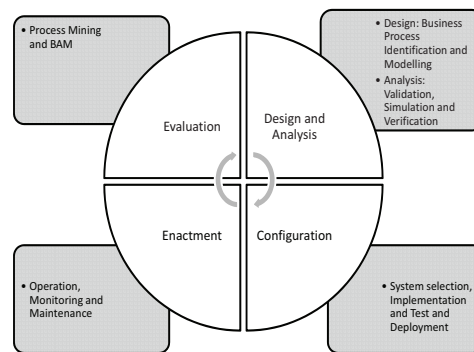 • Process Mining
and BAM
• Design: Business
Process
Identification and
Modelling
• Analysis:
Validation,
Simulation and
Verification
Evaluation
Design and
Analysis
Enactment
Configuration
• Operation,
Monitoring and
Maintenance
• System selection,
Implementation
and Test and
Deployment